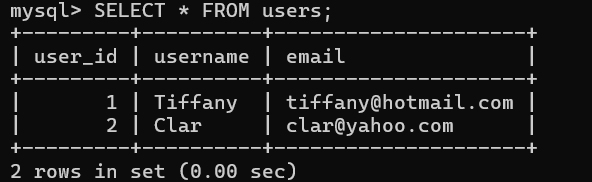 mysql> SELECT * FROM users;
+---------+----------+---------------------+
| user_id | username | email               |
+---------+----------+---------------------+
|       1 | Tiffany  | tiffany@hotmail.com |
|       2 | Clar     | clar@yahoo.com      |
+---------+----------+---------------------+
2 rows in set (0.00 sec)